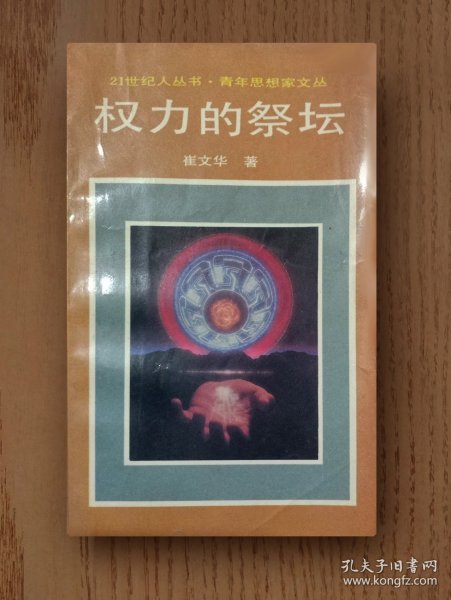 21世纪人丛书·青年思想家文丛
权力的祭坛
崔文华 著
孔夫子旧书网
www.kongfz.com